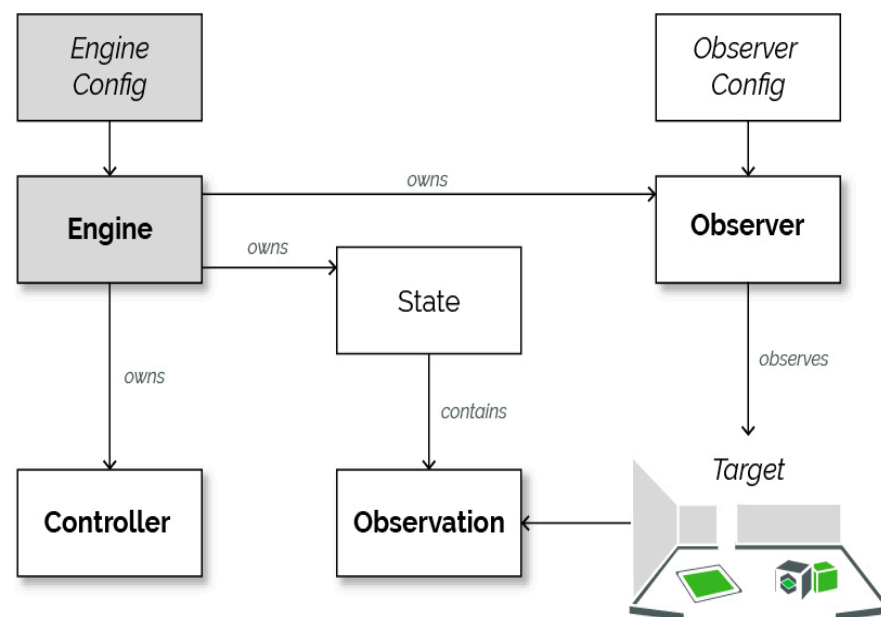 Engine
Config
Observer
Config
owns
Engine
Observer
owns
State
owns
observes
contains
Target
Controller
Observation